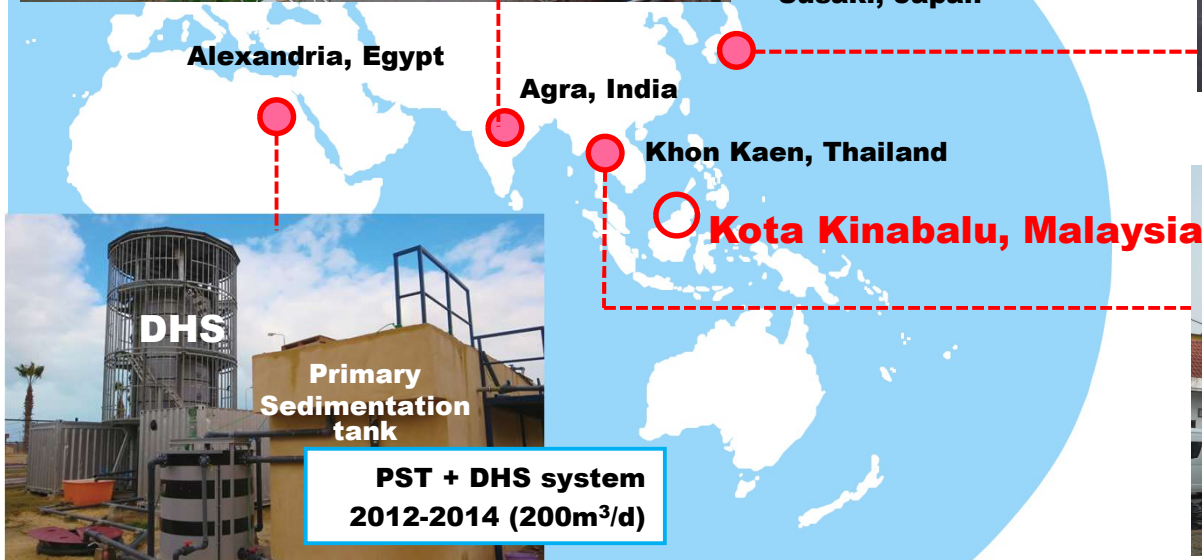 Alexandria, Egypt
Agra, India
Khon Kaen, Thailand
Kota Kinabalu, Malaysia
DHS
Primary
Sedimentation
tank
PST + DHS system
2012-2014 (200m³/d)